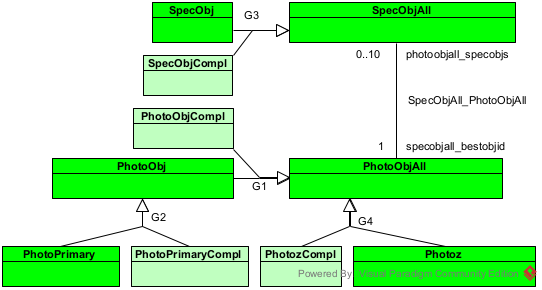 SpecObj
G3
SpecObjAll
SpecObjCompl
0..10
photoobjall_specobjs
SpecObjAll_PhotoObjAll
PhotoObjCompl
1
specobjall_bestobjid
PhotoObj
PhotoObjAll
G1
G2
G4
PhotoPrimary
PhotoPrimaryCompl
PhotozCompl
Photoz
Powered By Visual Paradigm Community Edition